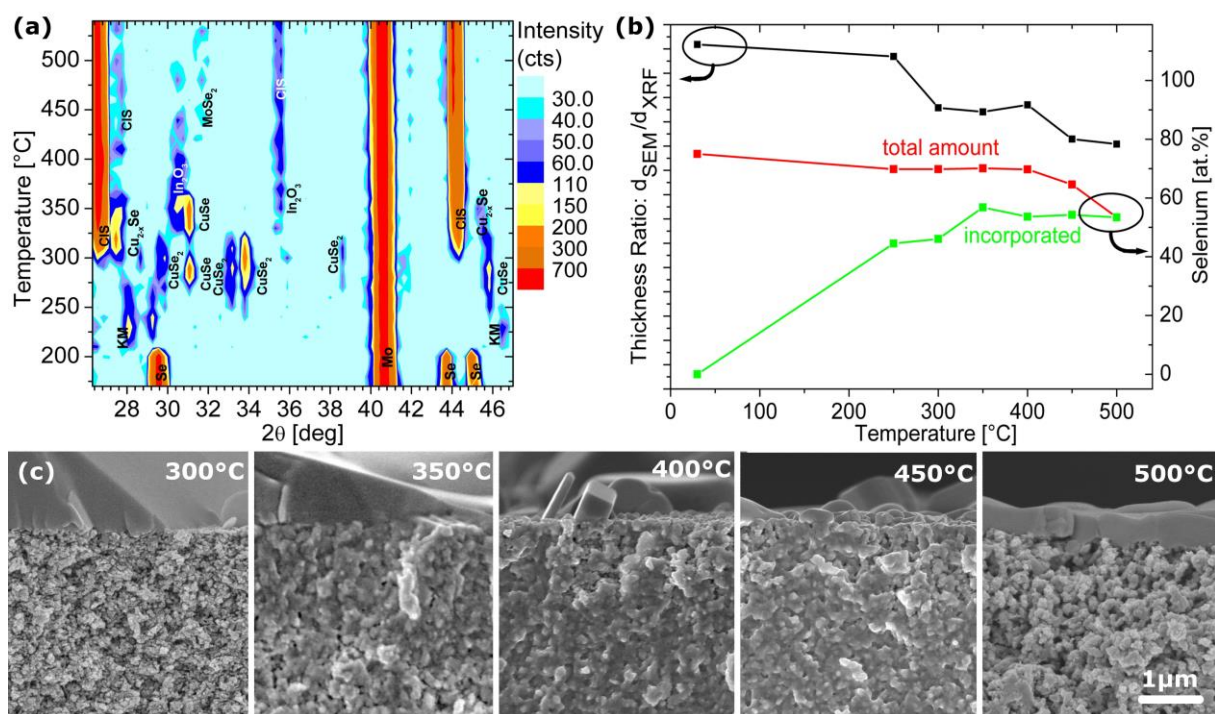 (a)
Temperature [°C]
500
450
400
350
300
250
200
28 30 32 34 36 38 40 42 44 46
2θ [deg]
Intensity
(cts)
30.0
40.0
50.0
60.0
110
150
200
300
700
CIS
CIS
Cu₂₋ₓSe
KM
Se
CuSe₂
In₂O₃
CuSe
CuSe
CuSe₂
MoSe₂
CuSe₂
CIS
In₂O₃
CuSe₂
Mo
CIS
Se
Se
Cu₂₋ₓSe
CuSe
KM
(b)
Thickness Ratio: d_SEM/d_XRF
total amount
incorporated
100
80
60
40
20
0
Selenium [at.%]
0 100 200 300 400 500
Temperature [°C]
(c)
300°C
350°C
400°C
450°C
500°C
1μm